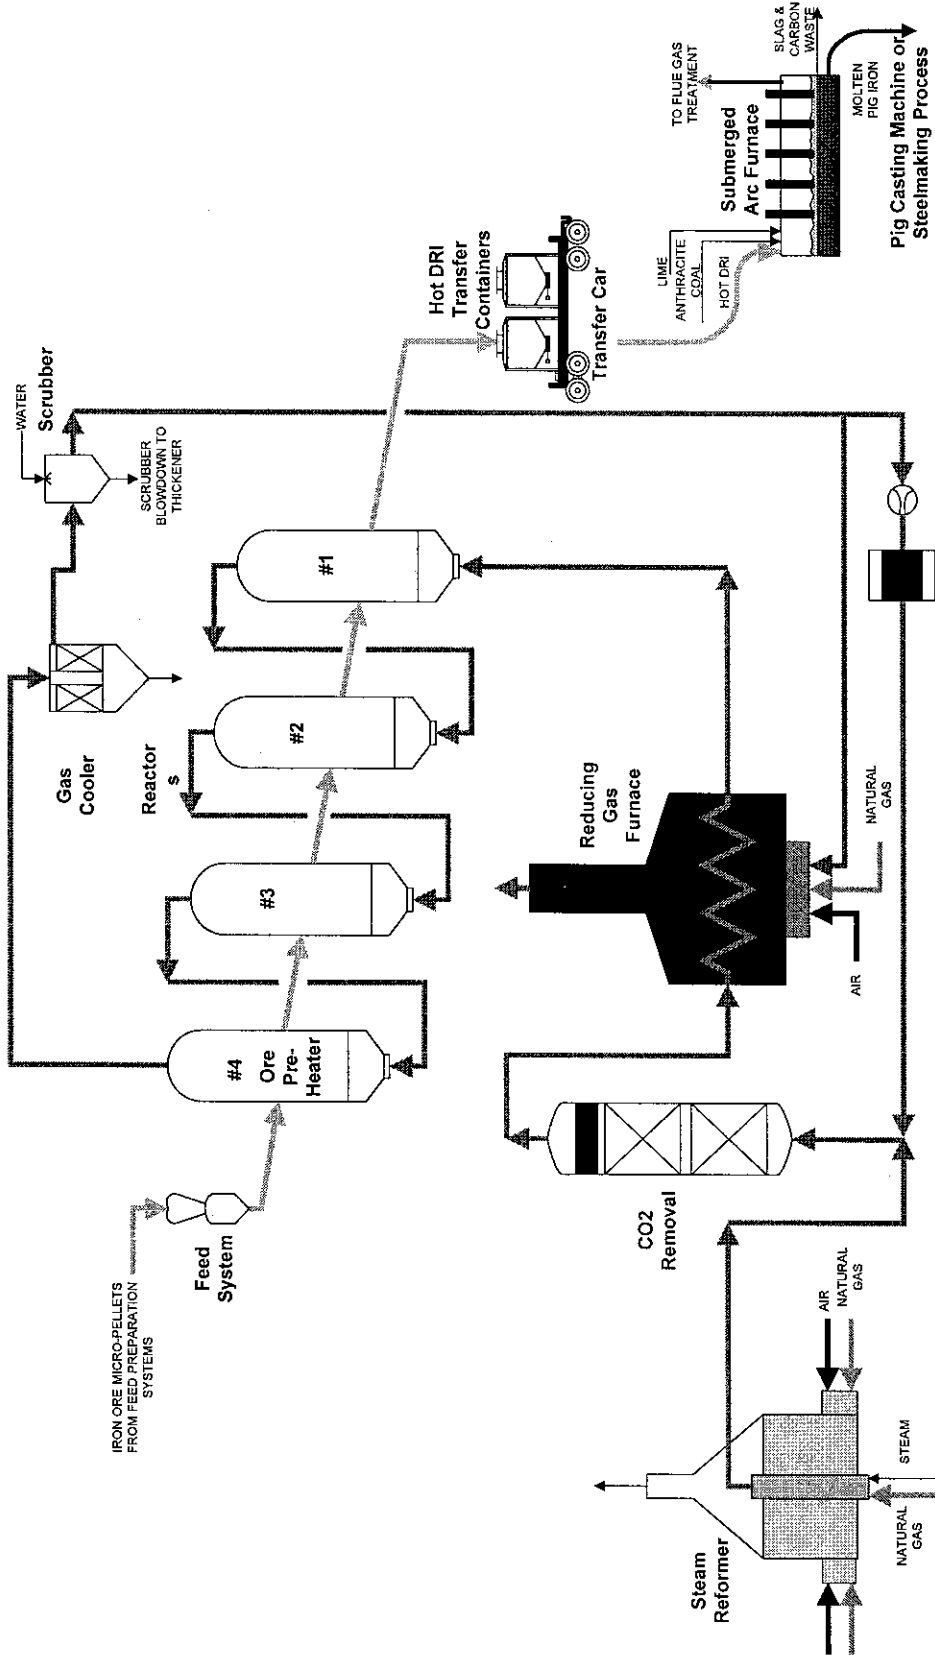 IRON ORE MICRO-PELLETS
FROM FEED PREPARATION
SYSTEMS
Feed
System
#4
Ore
Pre-
Heater
#3
#2
#1
Reactor
s
Gas
Cooler
WATER
Scrubber
SCRUBBER
BLOWDOWN TO
THICKENER
Hot DRI
Transfer
Containers
Transfer Car
LIME
ANTHRACITE
COAL
HOT DRI
Submerged
Arc Furnace
TO FLUE GAS
TREATMENT
SLAG &
CARBON
WASTE
MOLTEN
PIG IRON
Pig Casting Machine or
Steelmaking Process
Reducing
Gas
Furnace
NATURAL
GAS
AIR
CO2
Removal
Steam
Reformer
AIR
NATURAL
GAS
STEAM
NATURAL
GAS